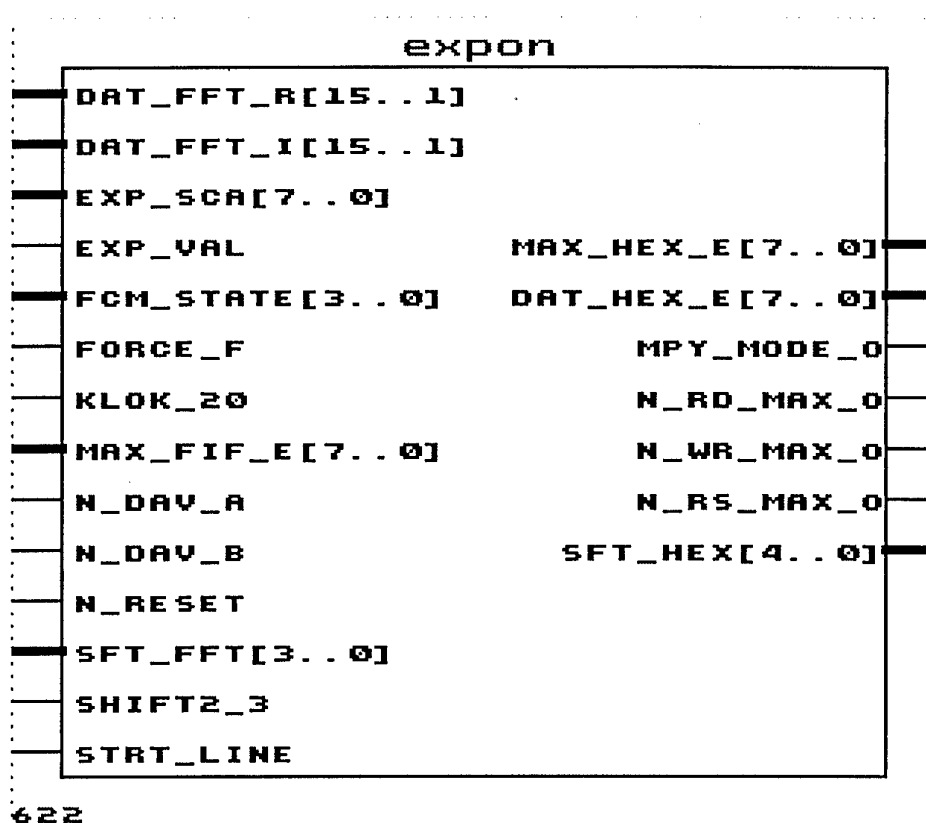 expon
DAT_FFT_R[15..1]
DAT_FFT_I[15..1]
EXP_SCA[7..0]
EXP_VAL MAX_HEX_E[7..0]
FCM_STATE[3..0] DAT_HEX_E[7..0]
FORCE_F MPY_MODE_O
KLOK_20 N_RD_MAX_O
MAX_FIF_E[7..0] N_WR_MAX_O
N_DAV_A N_RS_MAX_O
N_DAV_B SFT_HEX[4..0]
N_RESET
SFT_FFT[3..0]
SHIFT2_3
STRT_LINE
622